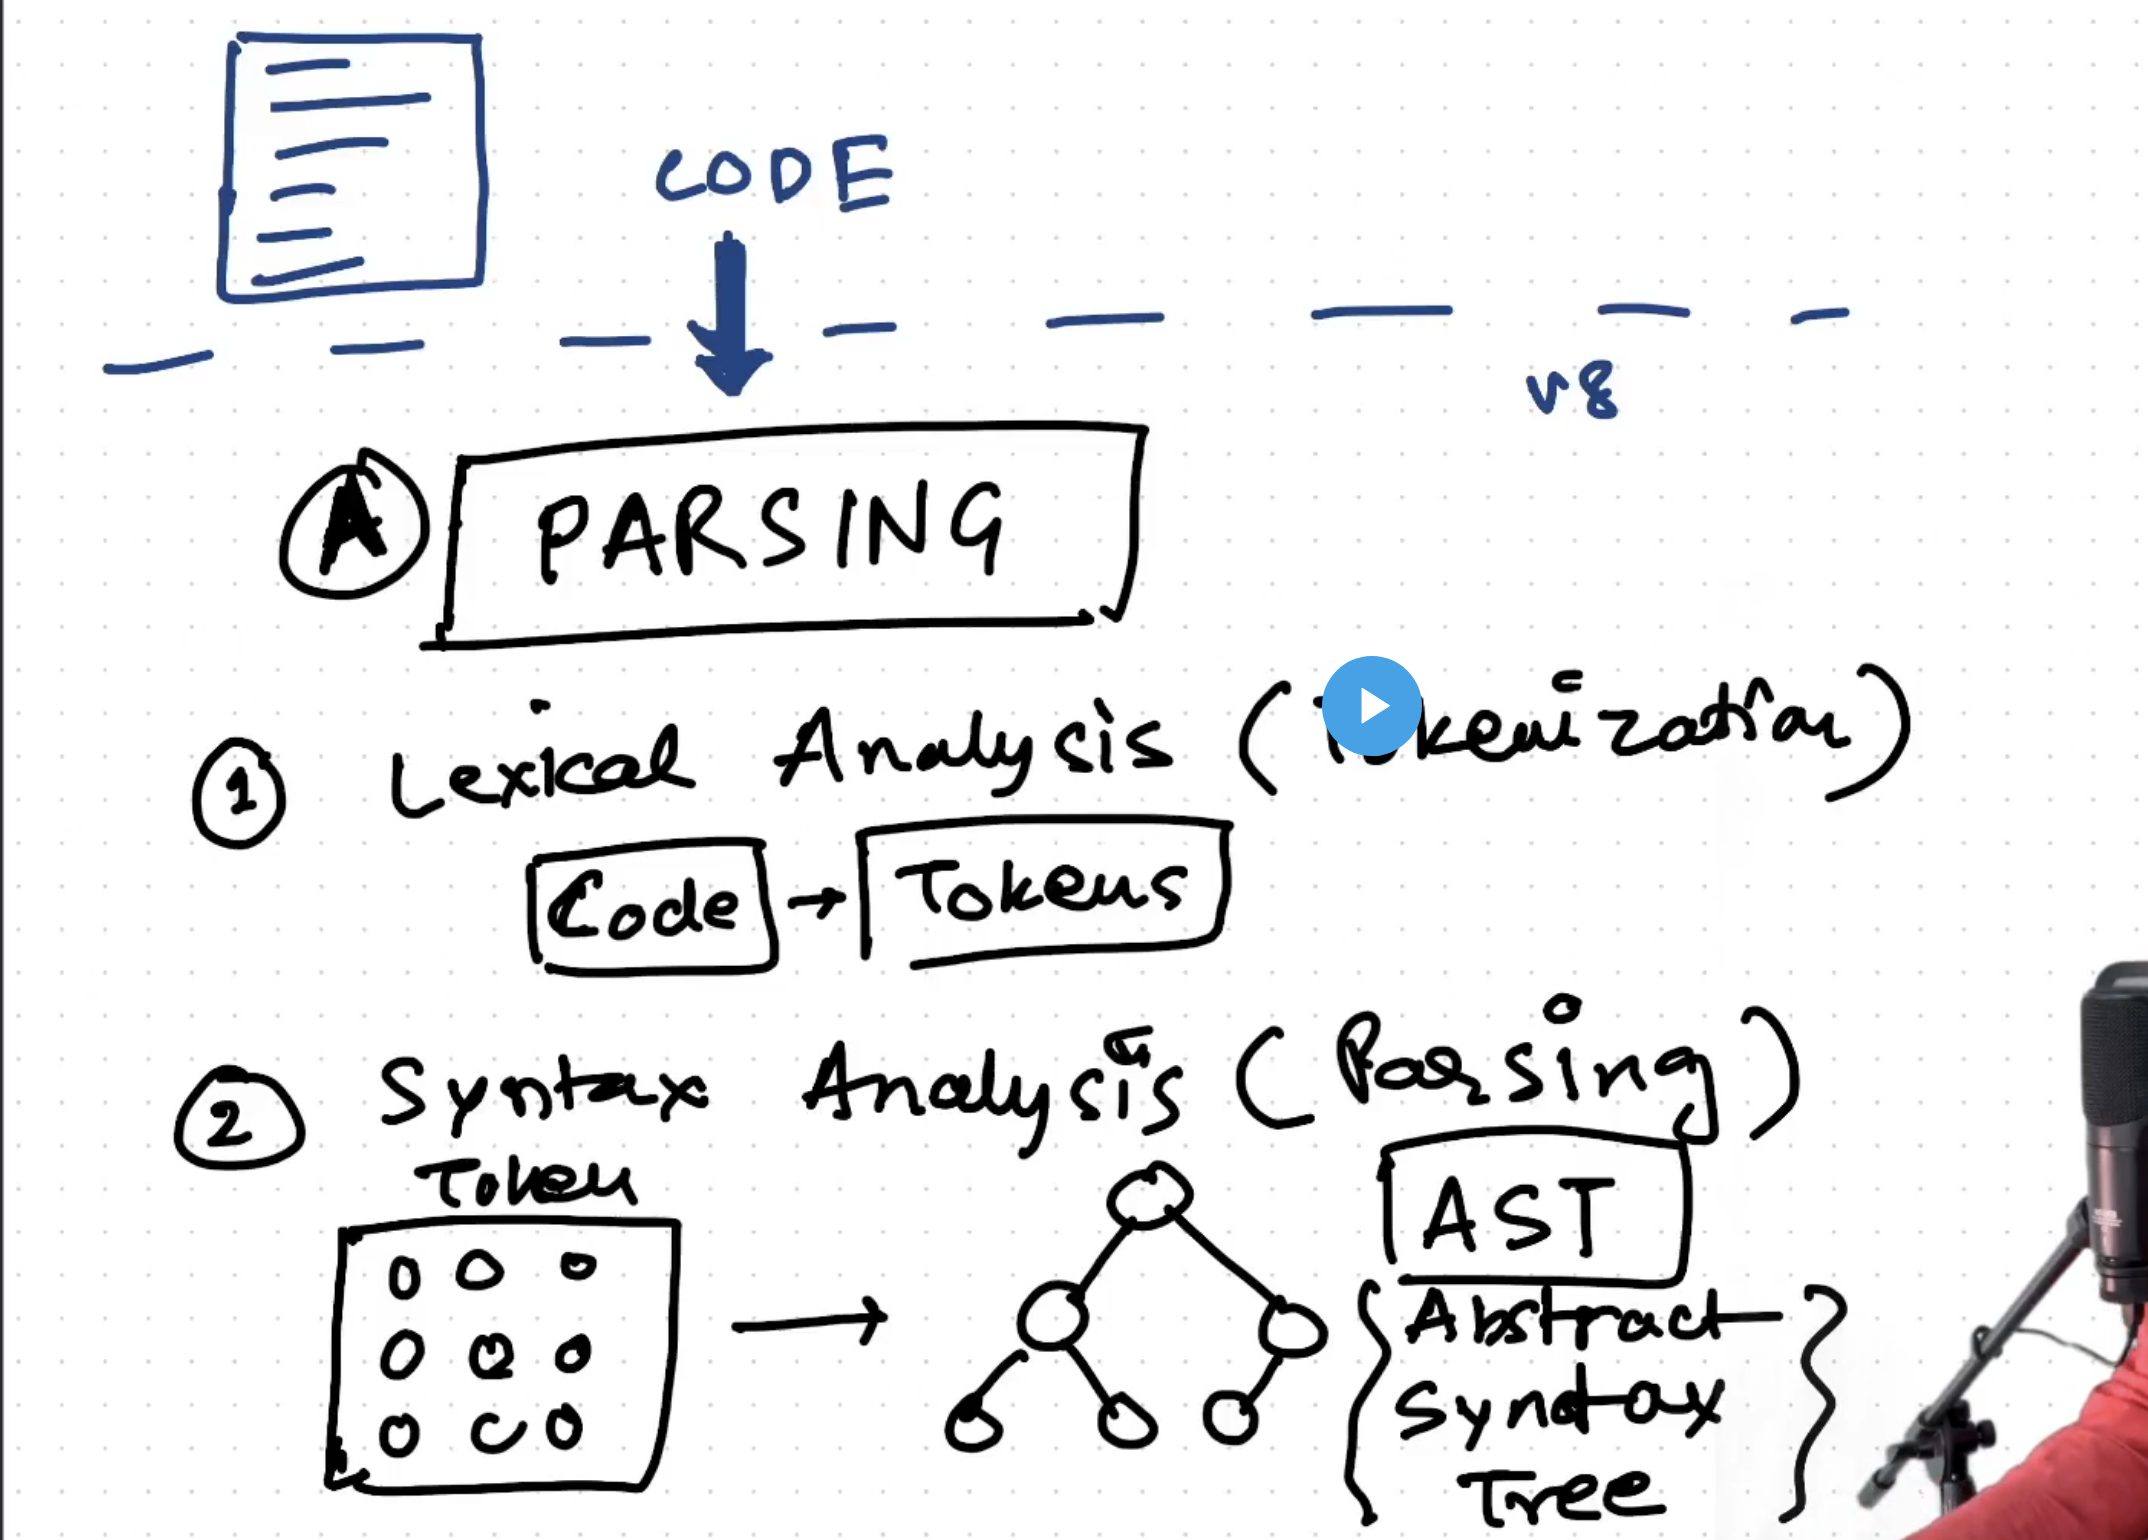 CODE
v8
A PARSING
1 Lexical Analysis (Tokenization)
Code → Tokens
2 Syntax Analysis (Parsing)
Token
AST
{ Abstract
Syntax
Tree }